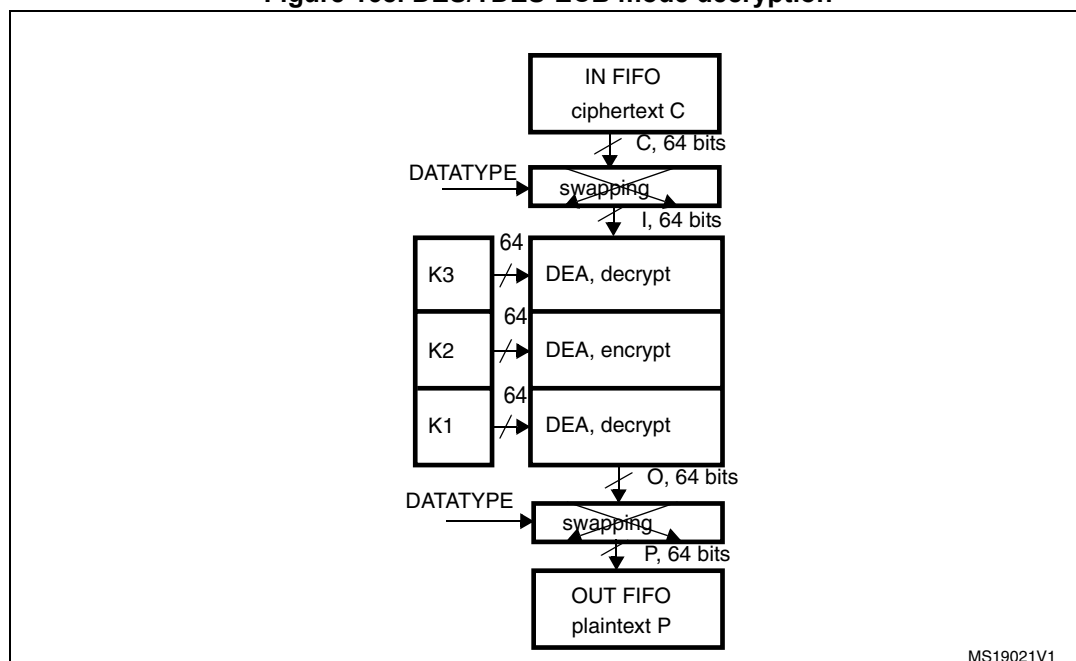 IN FIFO
ciphertext C
C, 64 bits
DATATYPE
swapping
I, 64 bits
64
K3
DEA, decrypt
64
K2
DEA, encrypt
64
K1
DEA, decrypt
O, 64 bits
DATATYPE
swapping
P, 64 bits
OUT FIFO
plaintext P
MS19021V1